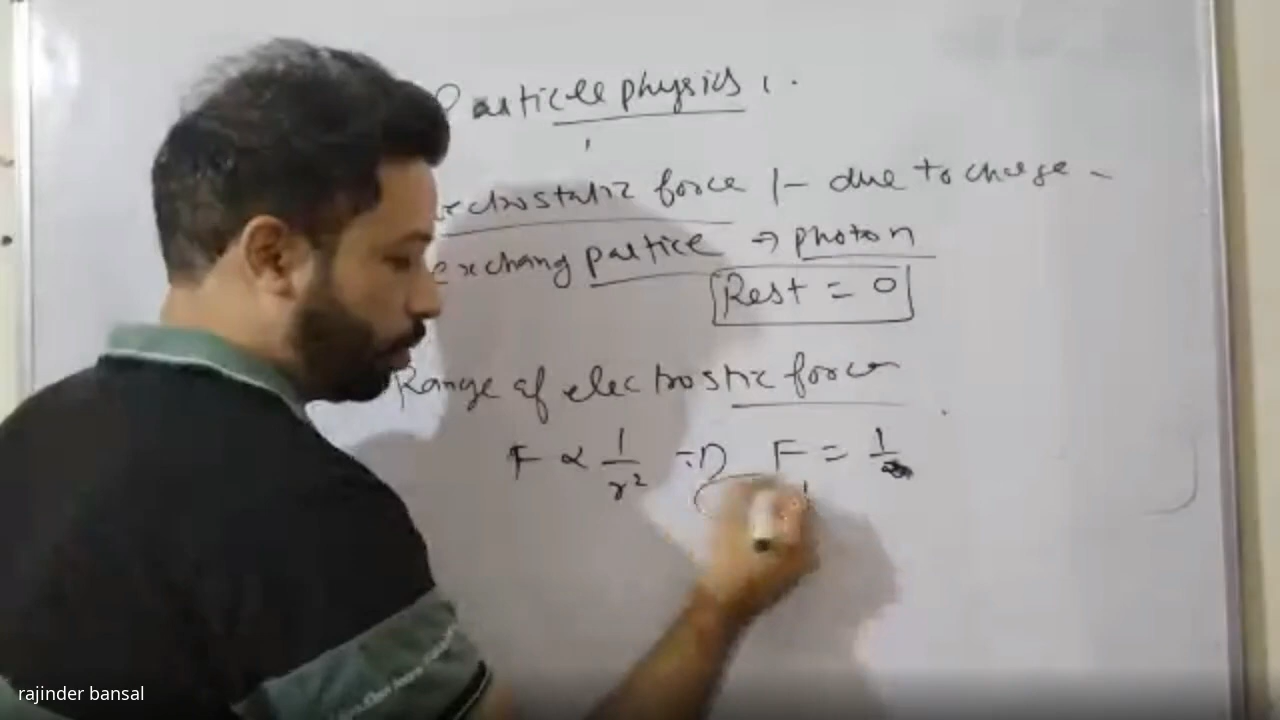 Particle physics
ectrostatic force :- due to charge
exchang partice → photon
Rest = 0
Range of electrostic force
F ∝ 1/r² ⇒ F = 1/∞
rajinder bansal